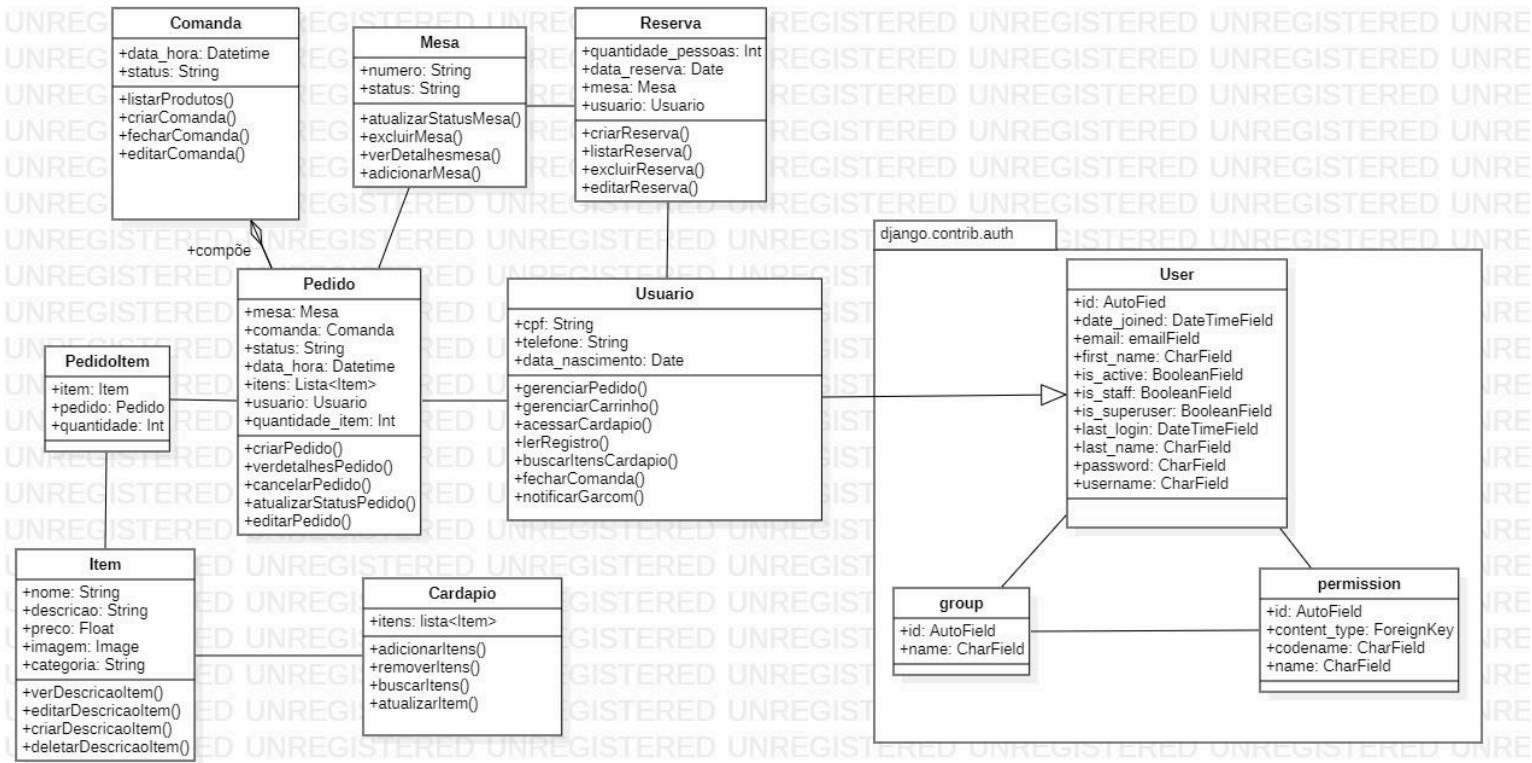 Comanda
+data_hora: Datetime
+status: String
+listarProdutos()
+criarComanda()
+fecharComanda()
+editarComanda()
Mesa
+numero: String
+status: String
+atualizarStatusMesa()
+excluirMesa()
+verDetalhesmesa()
+adicionarMesa()
Reserva
+quantidade_pessoas: Int
+data_reserva: Date
+mesa: Mesa
+usuario: Usuario
+criarReserva()
+listarReserva()
+excluirReserva()
+editarReserva()
+compõe
Pedido
+mesa: Mesa
+comanda: Comanda
+status: String
+data_hora: Datetime
+itens: Lista<Item>
+usuario: Usuario
+quantidade_item: Int
+criarPedido()
+verdetalhesPedido()
+cancelarPedido()
+atualizarStatusPedido()
+editarPedido()
PedidoItem
+item: Item
+pedido: Pedido
+quantidade: Int
Usuario
+cpf: String
+telefone: String
+data_nascimento: Date
+gerenciarPedido()
+gerenciarCarrinho()
+acessarCardapio()
+lerRegistro()
+buscarItensCardapio()
+fecharComanda()
+notificarGarcom()
Item
+nome: String
+descricao: String
+preco: Float
+imagem: Image
+categoria: String
+verDescricaoItem()
+editarDescricaoItem()
+criarDescricaoItem()
+deletarDescricaoItem()
Cardapio
+itens: lista<Item>
+adicionarItens()
+removerItens()
+buscarItens()
+atualizarItem()
django.contrib.auth
User
+id: AutoFied
+date_joined: DateTimeField
+email: emailField
+first_name: CharField
+is_active: BooleanField
+is_staff: BooleanField
+is_superuser: BooleanField
+last_login: DateTimeField
+last_name: CharField
+password: CharField
+username: CharField
group
+id: AutoField
+name: CharField
permission
+id: AutoField
+content_type: ForeignKey
+codename: CharField
+name: CharField
UNREGISTERED